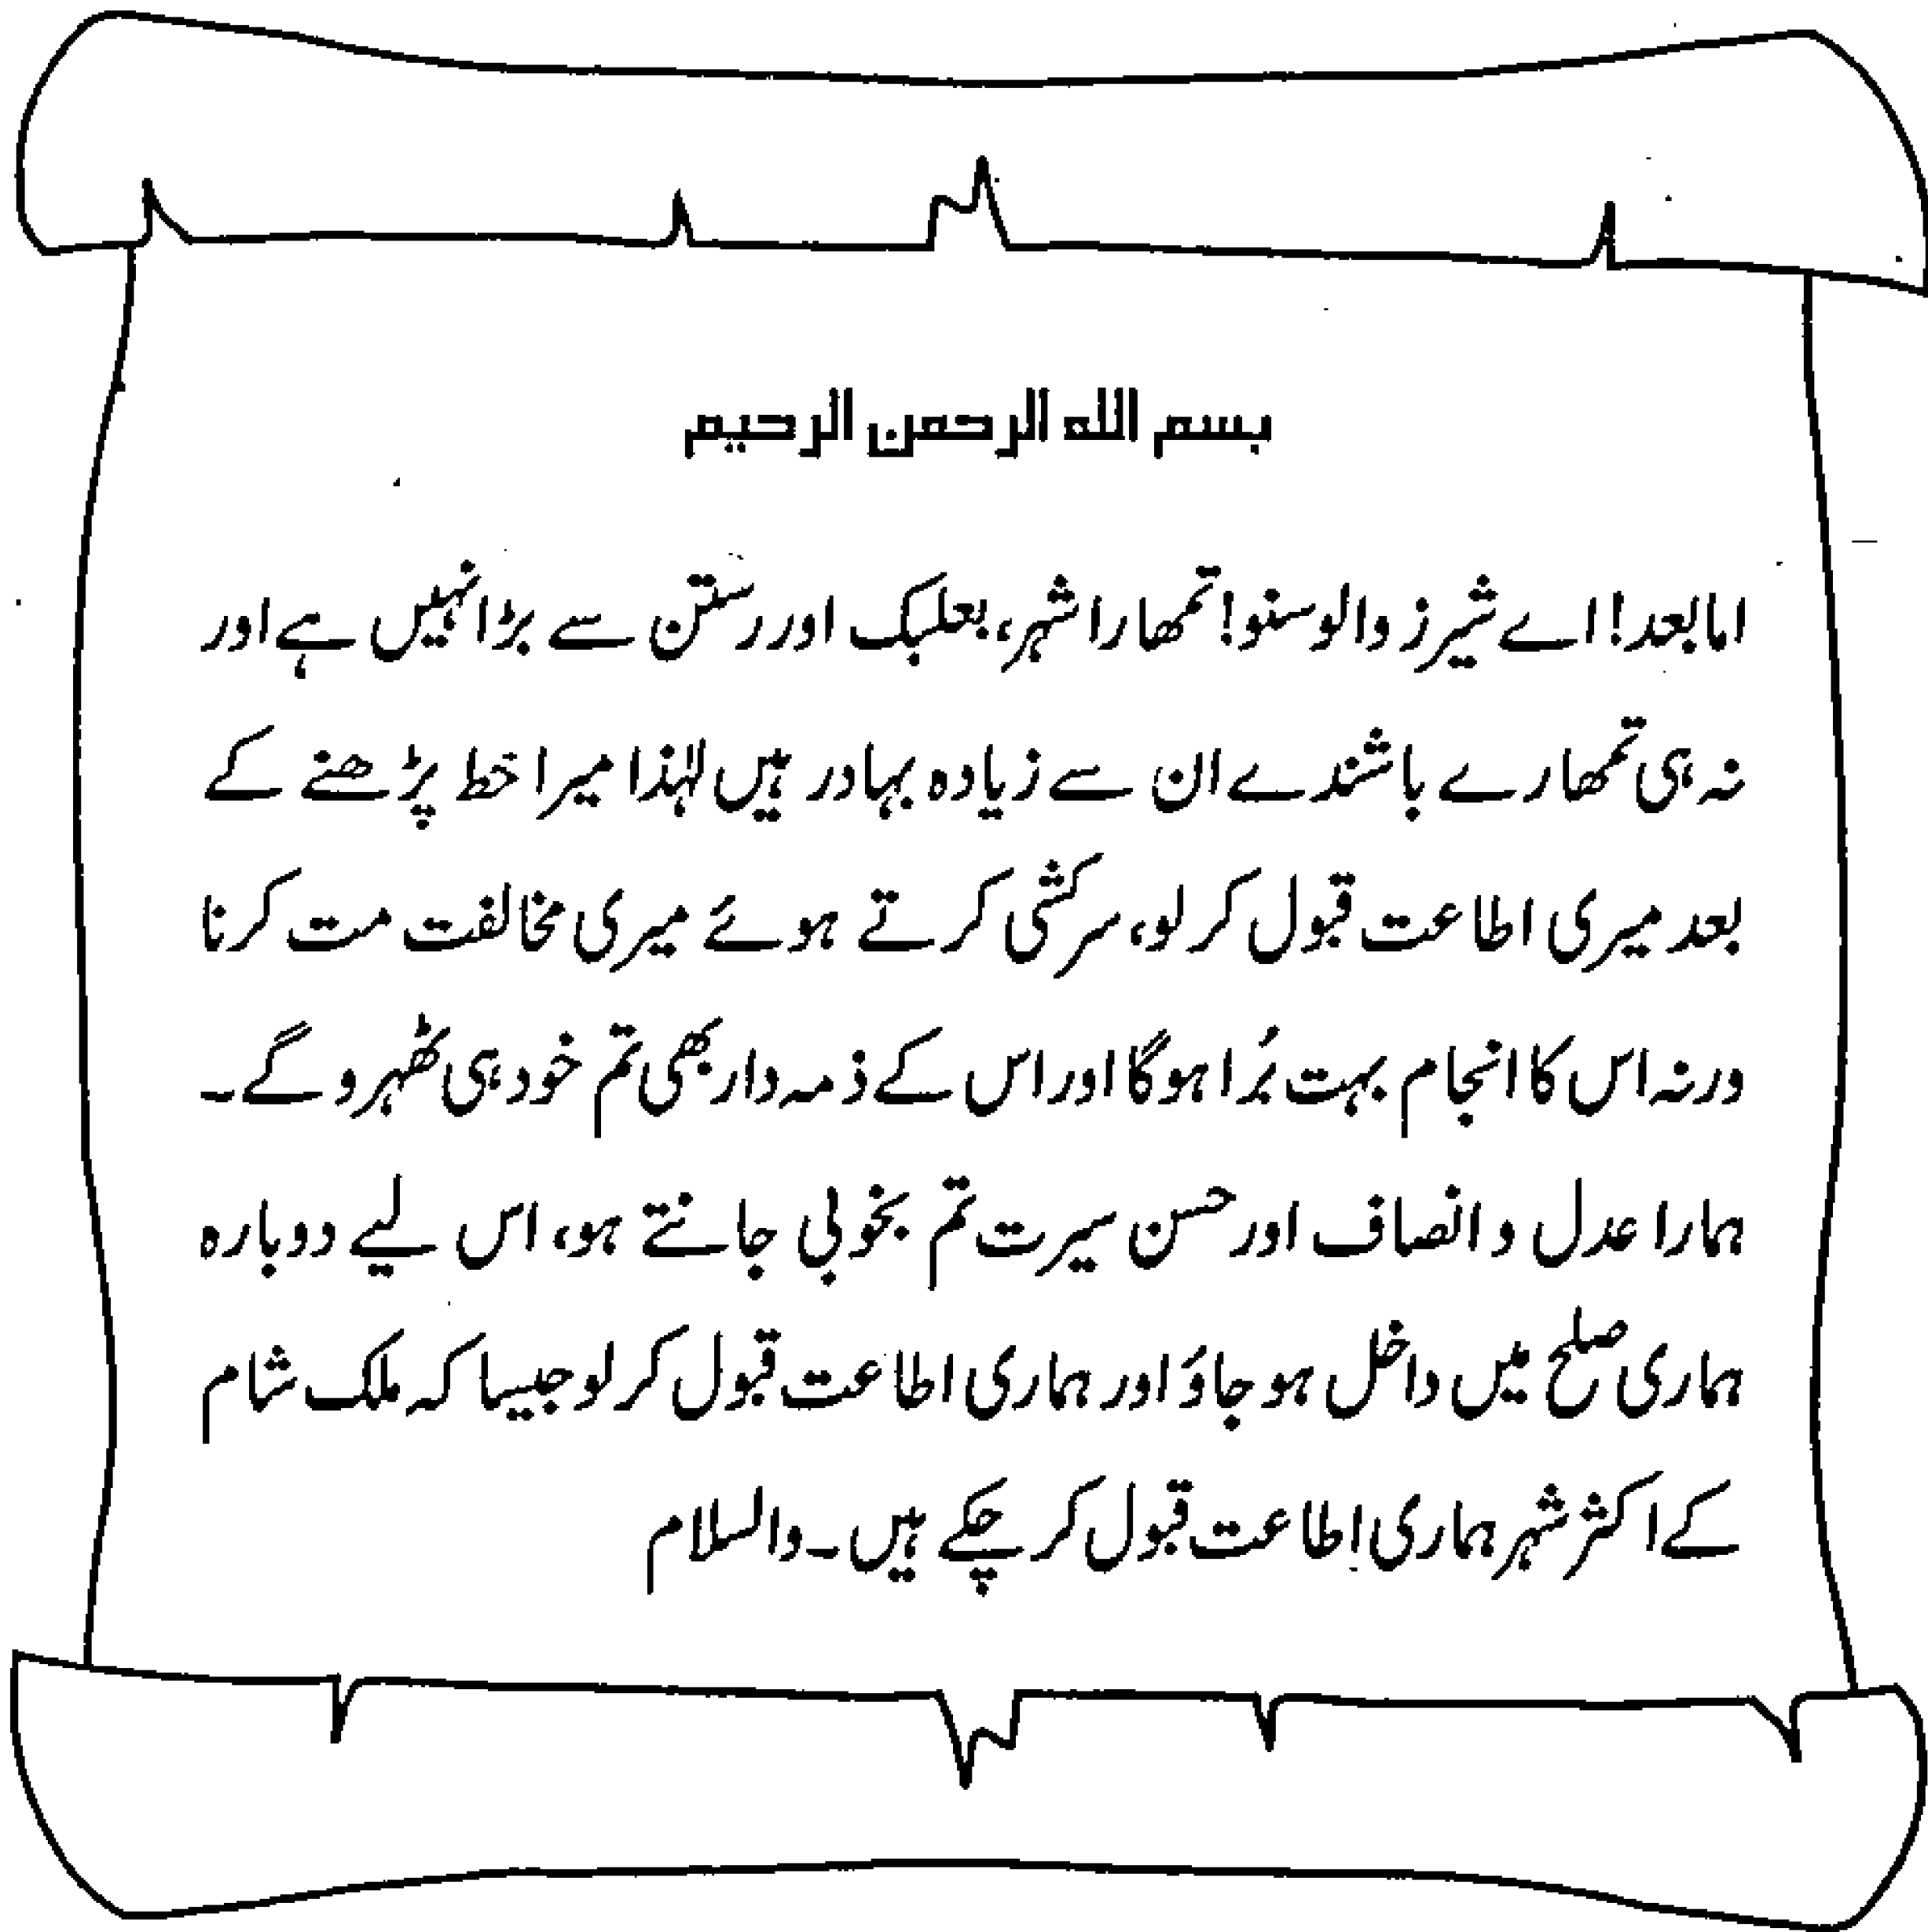 بسم الله الرحمن الرحيم
امابعد! اے شیرز والو سنو! تمھارا شہر، بعلبک اور رستن سے بڑا نہیں ہے اور
نہ ہی تمھارے باشندے ان سے زیادہ بہادر ہیں لہٰذا میرا خط پڑھنے کے
بعد میری اطاعت قبول کر لو، سرکشی کرتے ہوئے میری مخالفت مت کرنا
ورنہ اس کا انجام بہت بُرا ہوگا اور اس کے ذمہ دار بھی تم خود ہی ٹھہرو گے۔
ہمارا عدل و انصاف اور حسن سیرت تم بخوبی جانتے ہو، اس لیے دوبارہ
ہماری صلح میں داخل ہو جاؤ اور ہماری اطاعت قبول کر لو جیسا کہ ملک شام
کے اکثر شہر ہماری اطاعت قبول کر چکے ہیں۔ والسلام